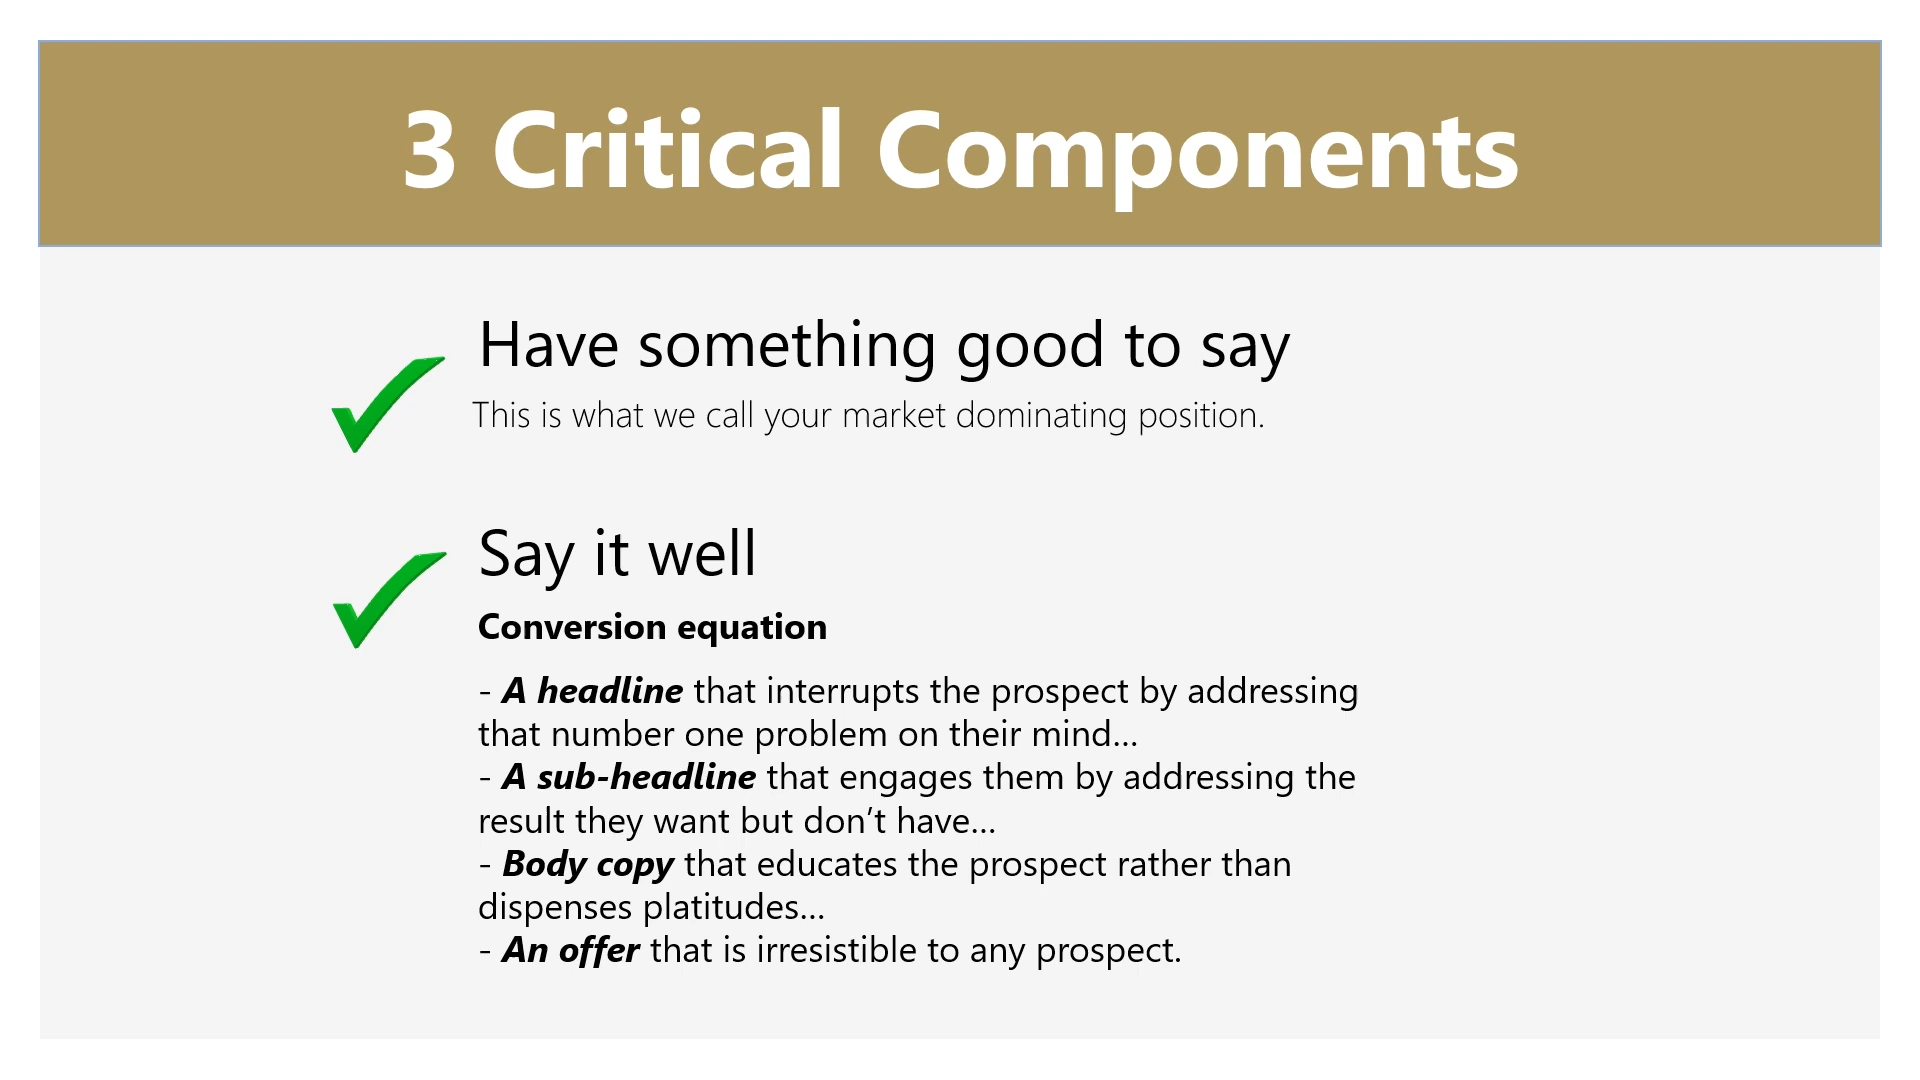 3 Critical Components
Have something good to say
This is what we call your market dominating position.
Say it well
Conversion equation
- A headline that interrupts the prospect by addressing
that number one problem on their mind...
- A sub-headline that engages them by addressing the
result they want but don’t have...
- Body copy that educates the prospect rather than
dispenses platitudes...
- An offer that is irresistible to any prospect.